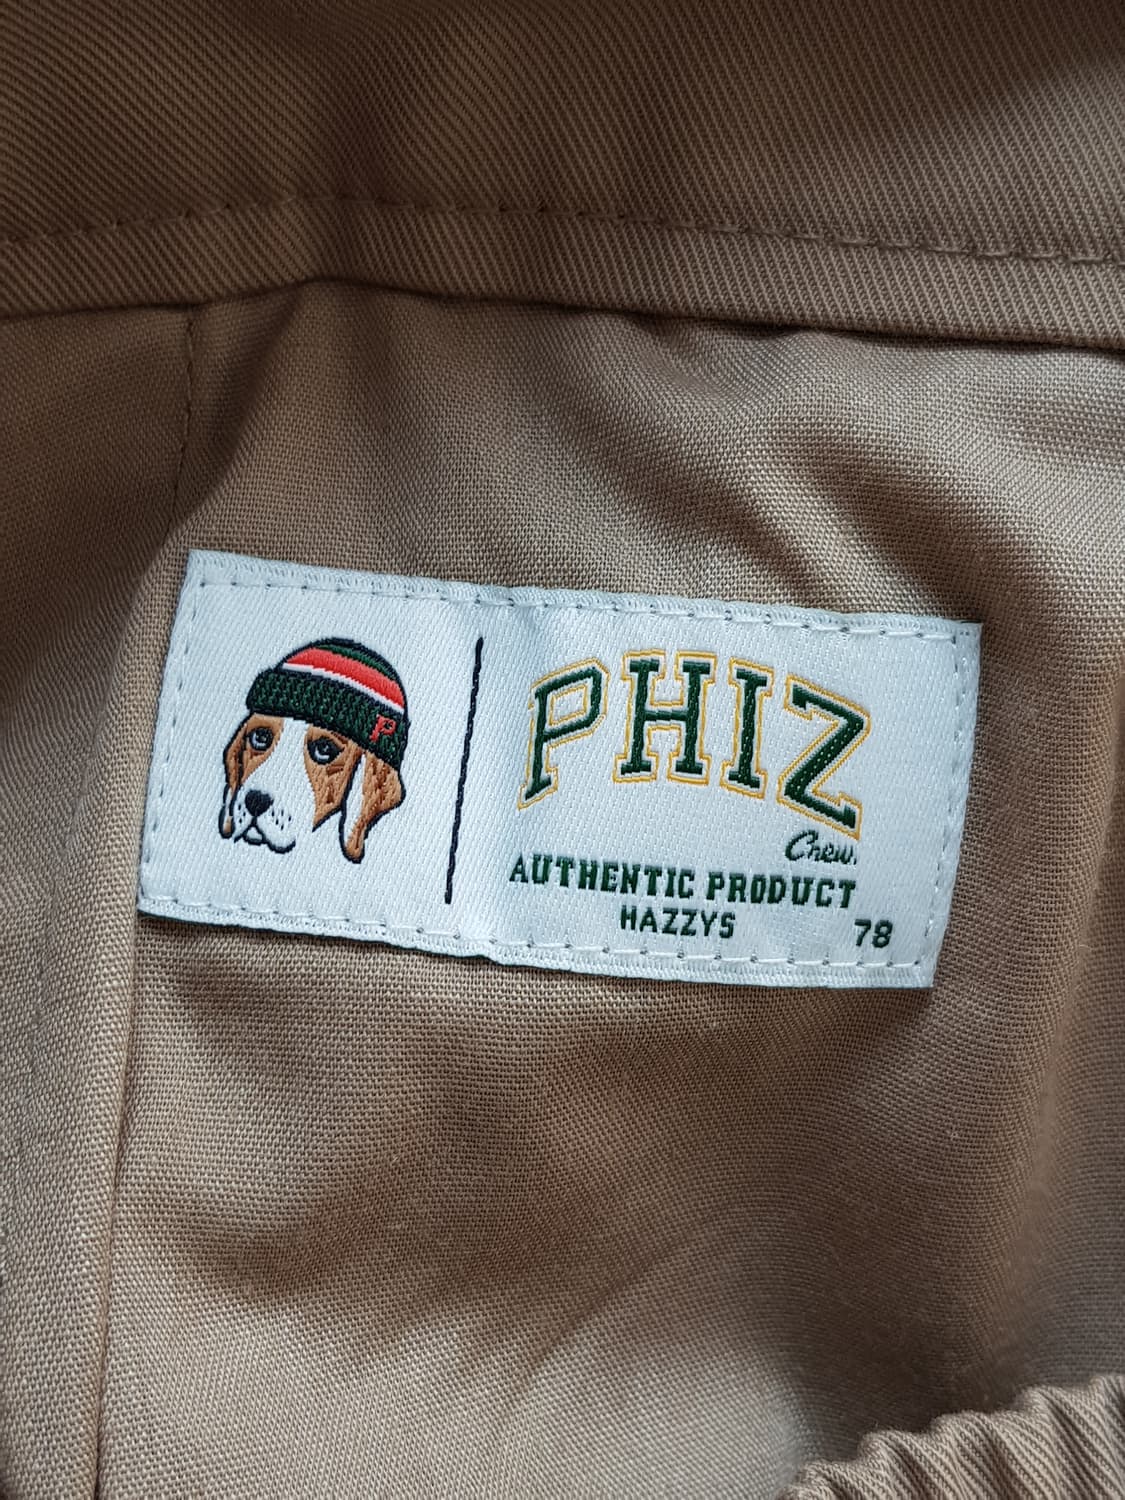 P
PHIZ
Crew.
AUTHENTIC PRODUCT
HAZZYS
78